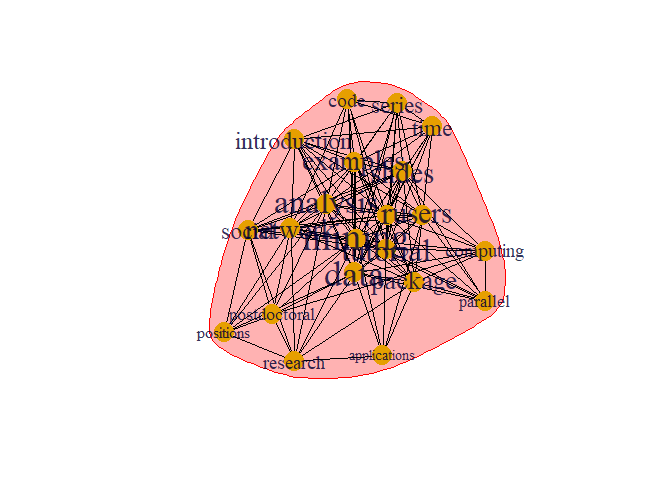 code
series
time
introduction
examples
slides
analysis
r
users
social
network
mining
tutorial
computing
data
package
parallel
postdoctoral
positions
applications
research